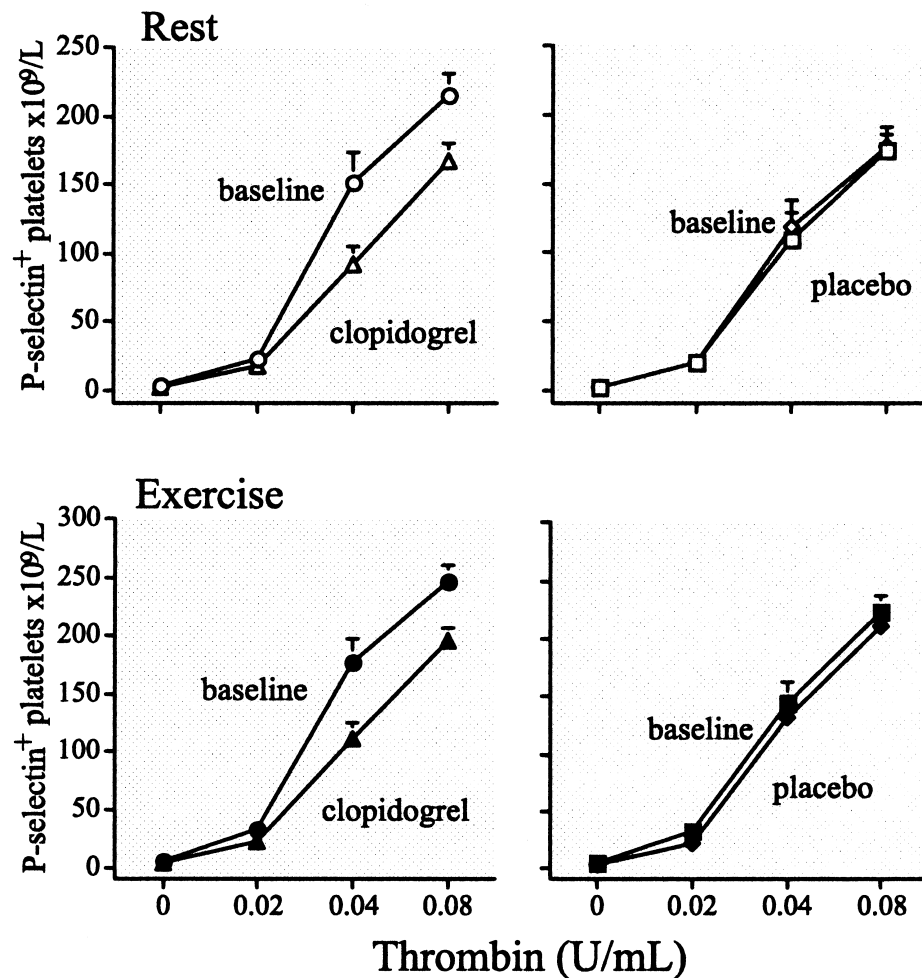 Rest
P-selectin⁺ platelets x10⁹/L
250
200
150
100
50
0
baseline
clopidogrel
baseline
placebo
Exercise
P-selectin⁺ platelets x10⁹/L
300
250
200
150
100
50
0
baseline
clopidogrel
baseline
placebo
0 0.02 0.04 0.08
0 0.02 0.04 0.08
Thrombin (U/mL)